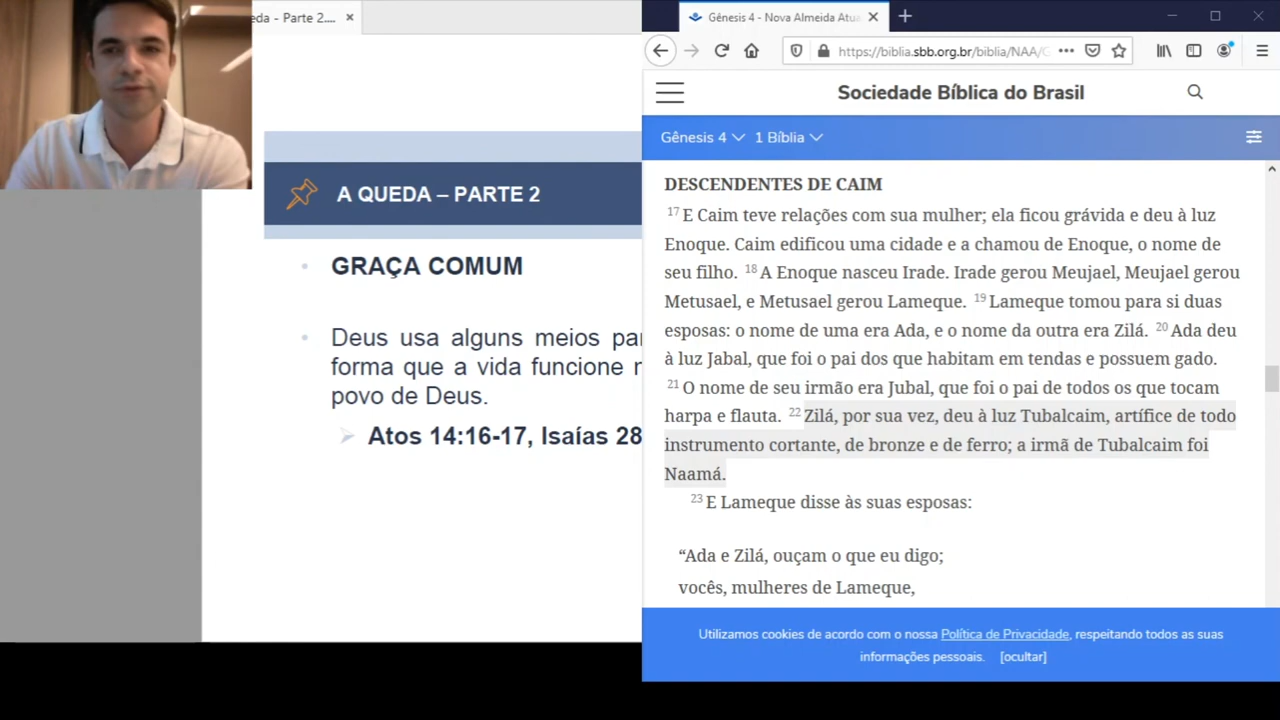 eda - Parte 2....
A QUEDA – PARTE 2
GRAÇA COMUM
Deus usa alguns meios
forma que a vida funcione
povo de Deus.
Atos 14:16-17, Isaías 28
Gênesis 4 - Nova Almeida Atua
https://biblia.sbb.org.br/biblia/NAA/G
Sociedade Bíblica do Brasil
Gênesis 4 1 Bíblia
DESCENDENTES DE CAIM
17 E Caim teve relações com sua mulher; ela ficou grávida e deu à luz
Enoque. Caim edificou uma cidade e a chamou de Enoque, o nome de
seu filho. 18 A Enoque nasceu Irade. Irade gerou Meujael, Meujael gerou
Metusael, e Metusael gerou Lameque. 19 Lameque tomou para si duas
esposas: o nome de uma era Ada, e o nome da outra era Zilá. 20 Ada deu
à luz Jabal, que foi o pai dos que habitam em tendas e possuem gado.
21 O nome de seu irmão era Jubal, que foi o pai de todos os que tocam
harpa e flauta. 22 Zilá, por sua vez, deu à luz Tubalcaim, artífice de todo
instrumento cortante, de bronze e de ferro; a irmã de Tubalcaim foi
Naamá.
23 E Lameque disse às suas esposas:
“Ada e Zilá, ouçam o que eu digo;
vocês, mulheres de Lameque,
Utilizamos cookies de acordo com o nossa Política de Privacidade, respeitando todos as suas
informações pessoais. [ocultar]